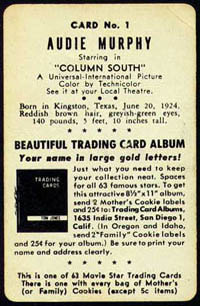 CARD No. 1
AUDIE MURPHY
Starring in
"COLUMN SOUTH"
A Universal-International Picture
Color by Technicolor
See it at your Local Theatre.
* * * * *
Born in Kingston, Texas, June 20, 1924.
Reddish brown hair, greyish-green eyes,
140 pounds, 5 feet, 10 inches tall.
* * * * *
BEAUTIFUL TRADING CARD ALBUM
Your name in large gold letters!
TRADING
CARDS
TOM JONES
Just what you need to keep
your collection neat. Spaces
for all 63 famous stars. To get
this attractive 8½"x 11" album,
send 2 Mother's Cookie labels
and 25¢ to: Trading Card Albums,
1635 India Street, San Diego 1,
Calif. (In Oregon and Idaho,
send 2 "Family" Cookie labels
and 25¢ for your album.) Be sure to print your
name and address clearly.
* * * * *
This is one of 63 Movie Star Trading Cards
There is one with every bag of Mother's
(or Family) Cookies (except 5c items)